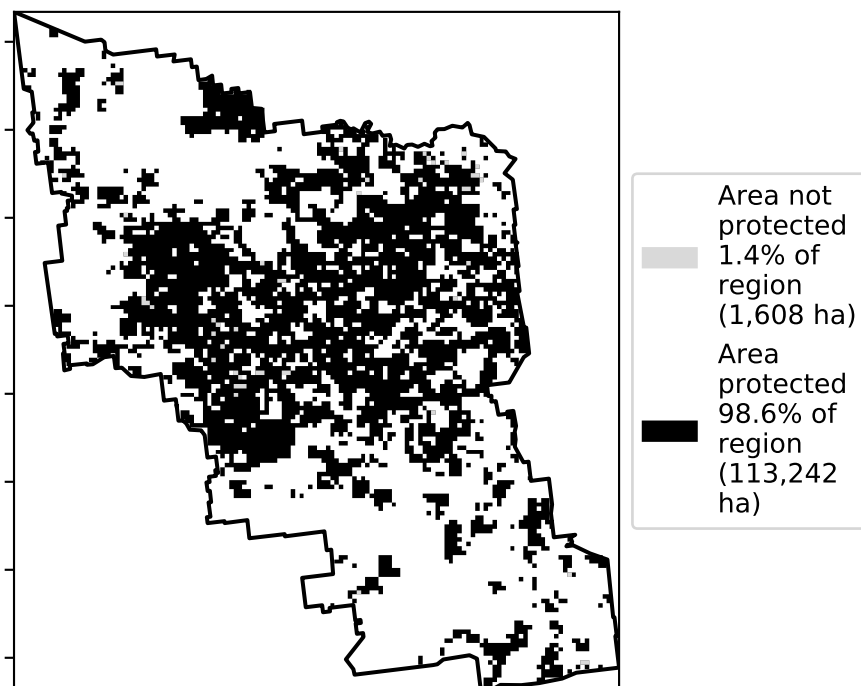 Area not
protected
1.4% of
region
(1,608 ha)
Area
protected
98.6% of
region
(113,242
ha)